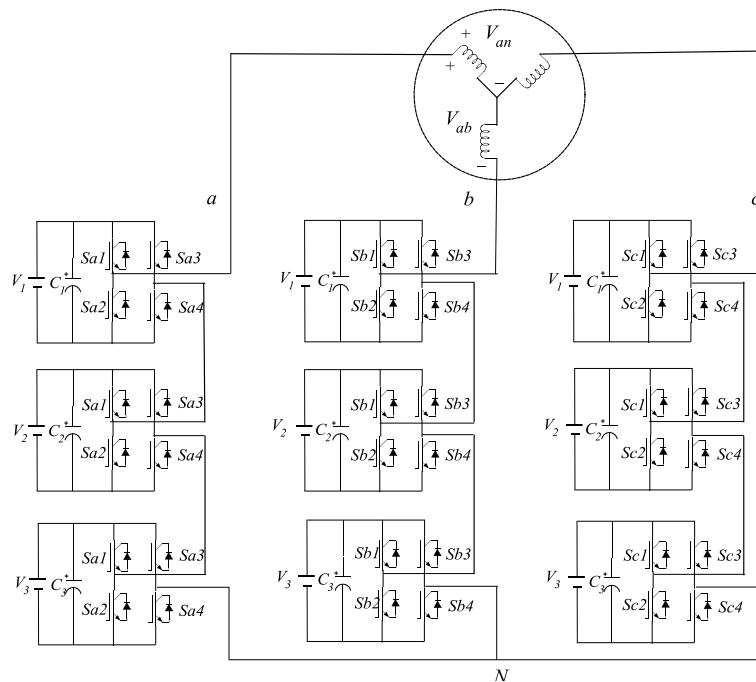 + V_an
+
−
V_ab
−
a b c
Sa1 Sa3 Sb1 Sb3 Sc1 Sc3
V_1 C_1 + V_1 C_1 + V_1 C_1 +
Sa2 Sa4 Sb2 Sb4 Sc2 Sc4
Sa1 Sa3 Sb1 Sb3 Sc1 Sc3
V_2 C_2 + V_2 C_2 + V_2 C_2 +
Sa2 Sa4 Sb2 Sb4 Sc2 Sc4
Sa1 Sa3 Sb1 Sb3 Sc1 Sc3
V_3 C_3 + V_3 C_3 + V_3 C_3 +
Sa2 Sa4 Sb2 Sb4 Sc2 Sc4
N